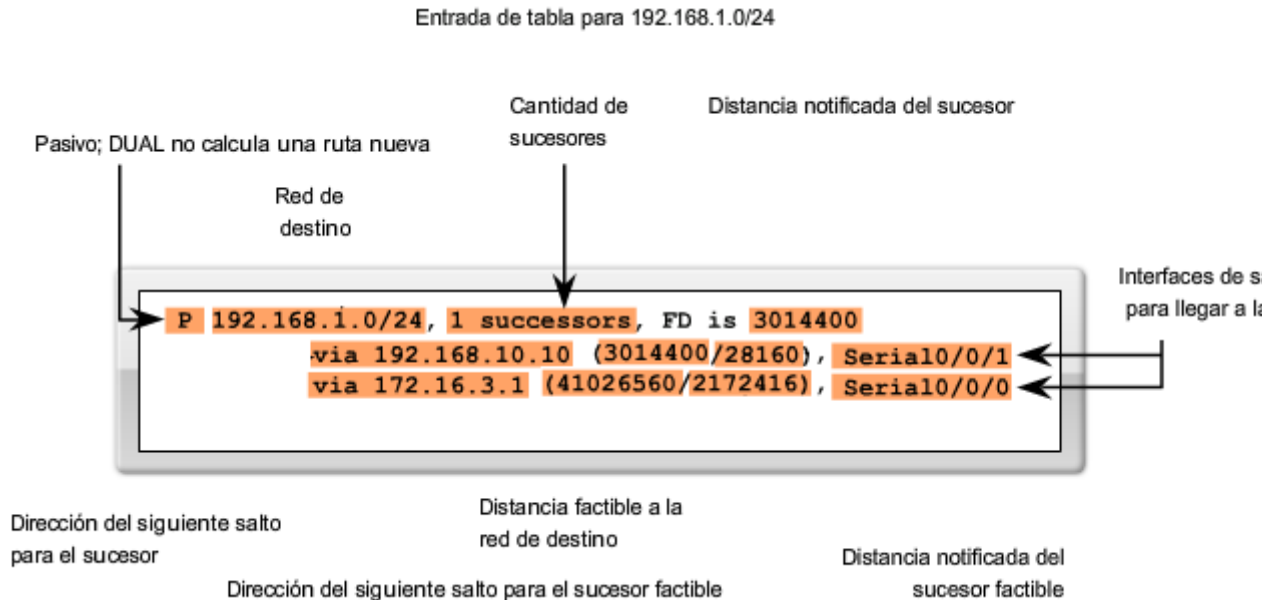 Entrada de tabla para 192.168.1.0/24
Cantidad de
sucesores
Distancia notificada del sucesor
Pasivo; DUAL no calcula una ruta nueva
Red de
destino
Interfaces de
para llegar a
P 192.168.1.0/24, 1 successors, FD is 3014400
via 192.168.10.10 (3014400/28160), Serial0/0/1
via 172.16.3.1 (41026560/2172416), Serial0/0/0
Dirección del siguiente salto
para el sucesor
Distancia factible a la
red de destino
Dirección del siguiente salto para el sucesor factible
Distancia notificada del
sucesor factible